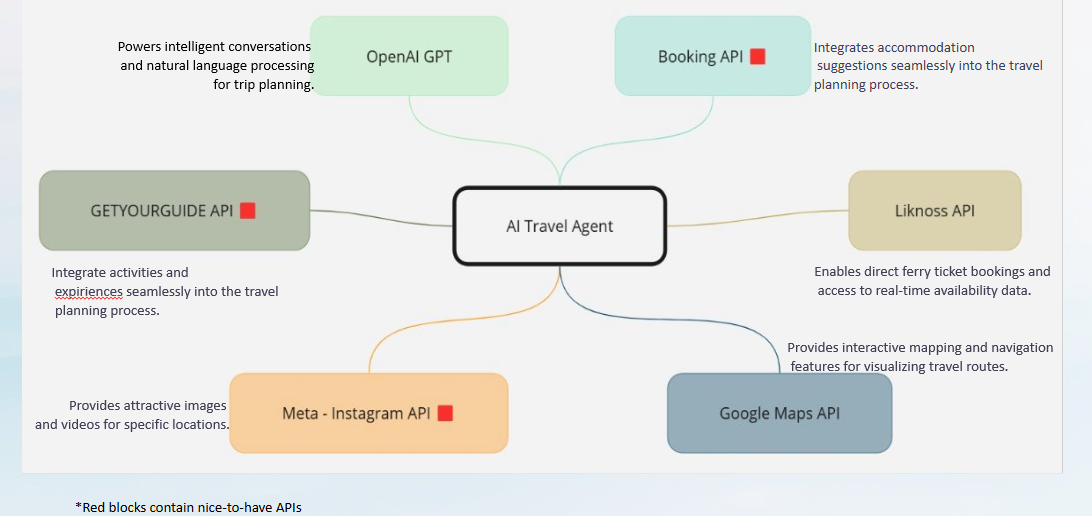 Powers intelligent conversations
and natural language processing
for trip planning.
OpenAI GPT
Booking API
Integrates accommodation
suggestions seamlessly into the travel
planning process.
GETYOURGUIDE API
AI Travel Agent
Liknoss API
Integrate activities and
expiriences seamlessly into the travel
planning process.
Enables direct ferry ticket bookings and
access to real-time availability data.
Provides interactive mapping and navigation
features for visualizing travel routes.
Provides attractive images
and videos for specific locations.
Meta - Instagram API
Google Maps API
*Red blocks contain nice-to-have APIs